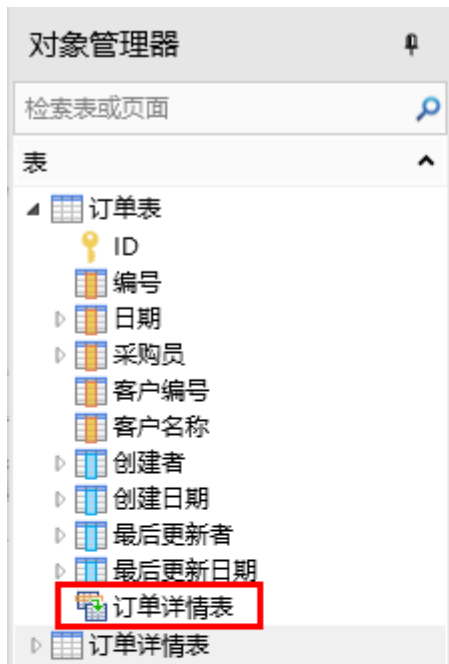 对象管理器
检索表或页面
表
订单表
ID
编号
日期
采购员
客户编号
客户名称
创建者
创建日期
最后更新者
最后更新日期
订单详情表
订单详情表